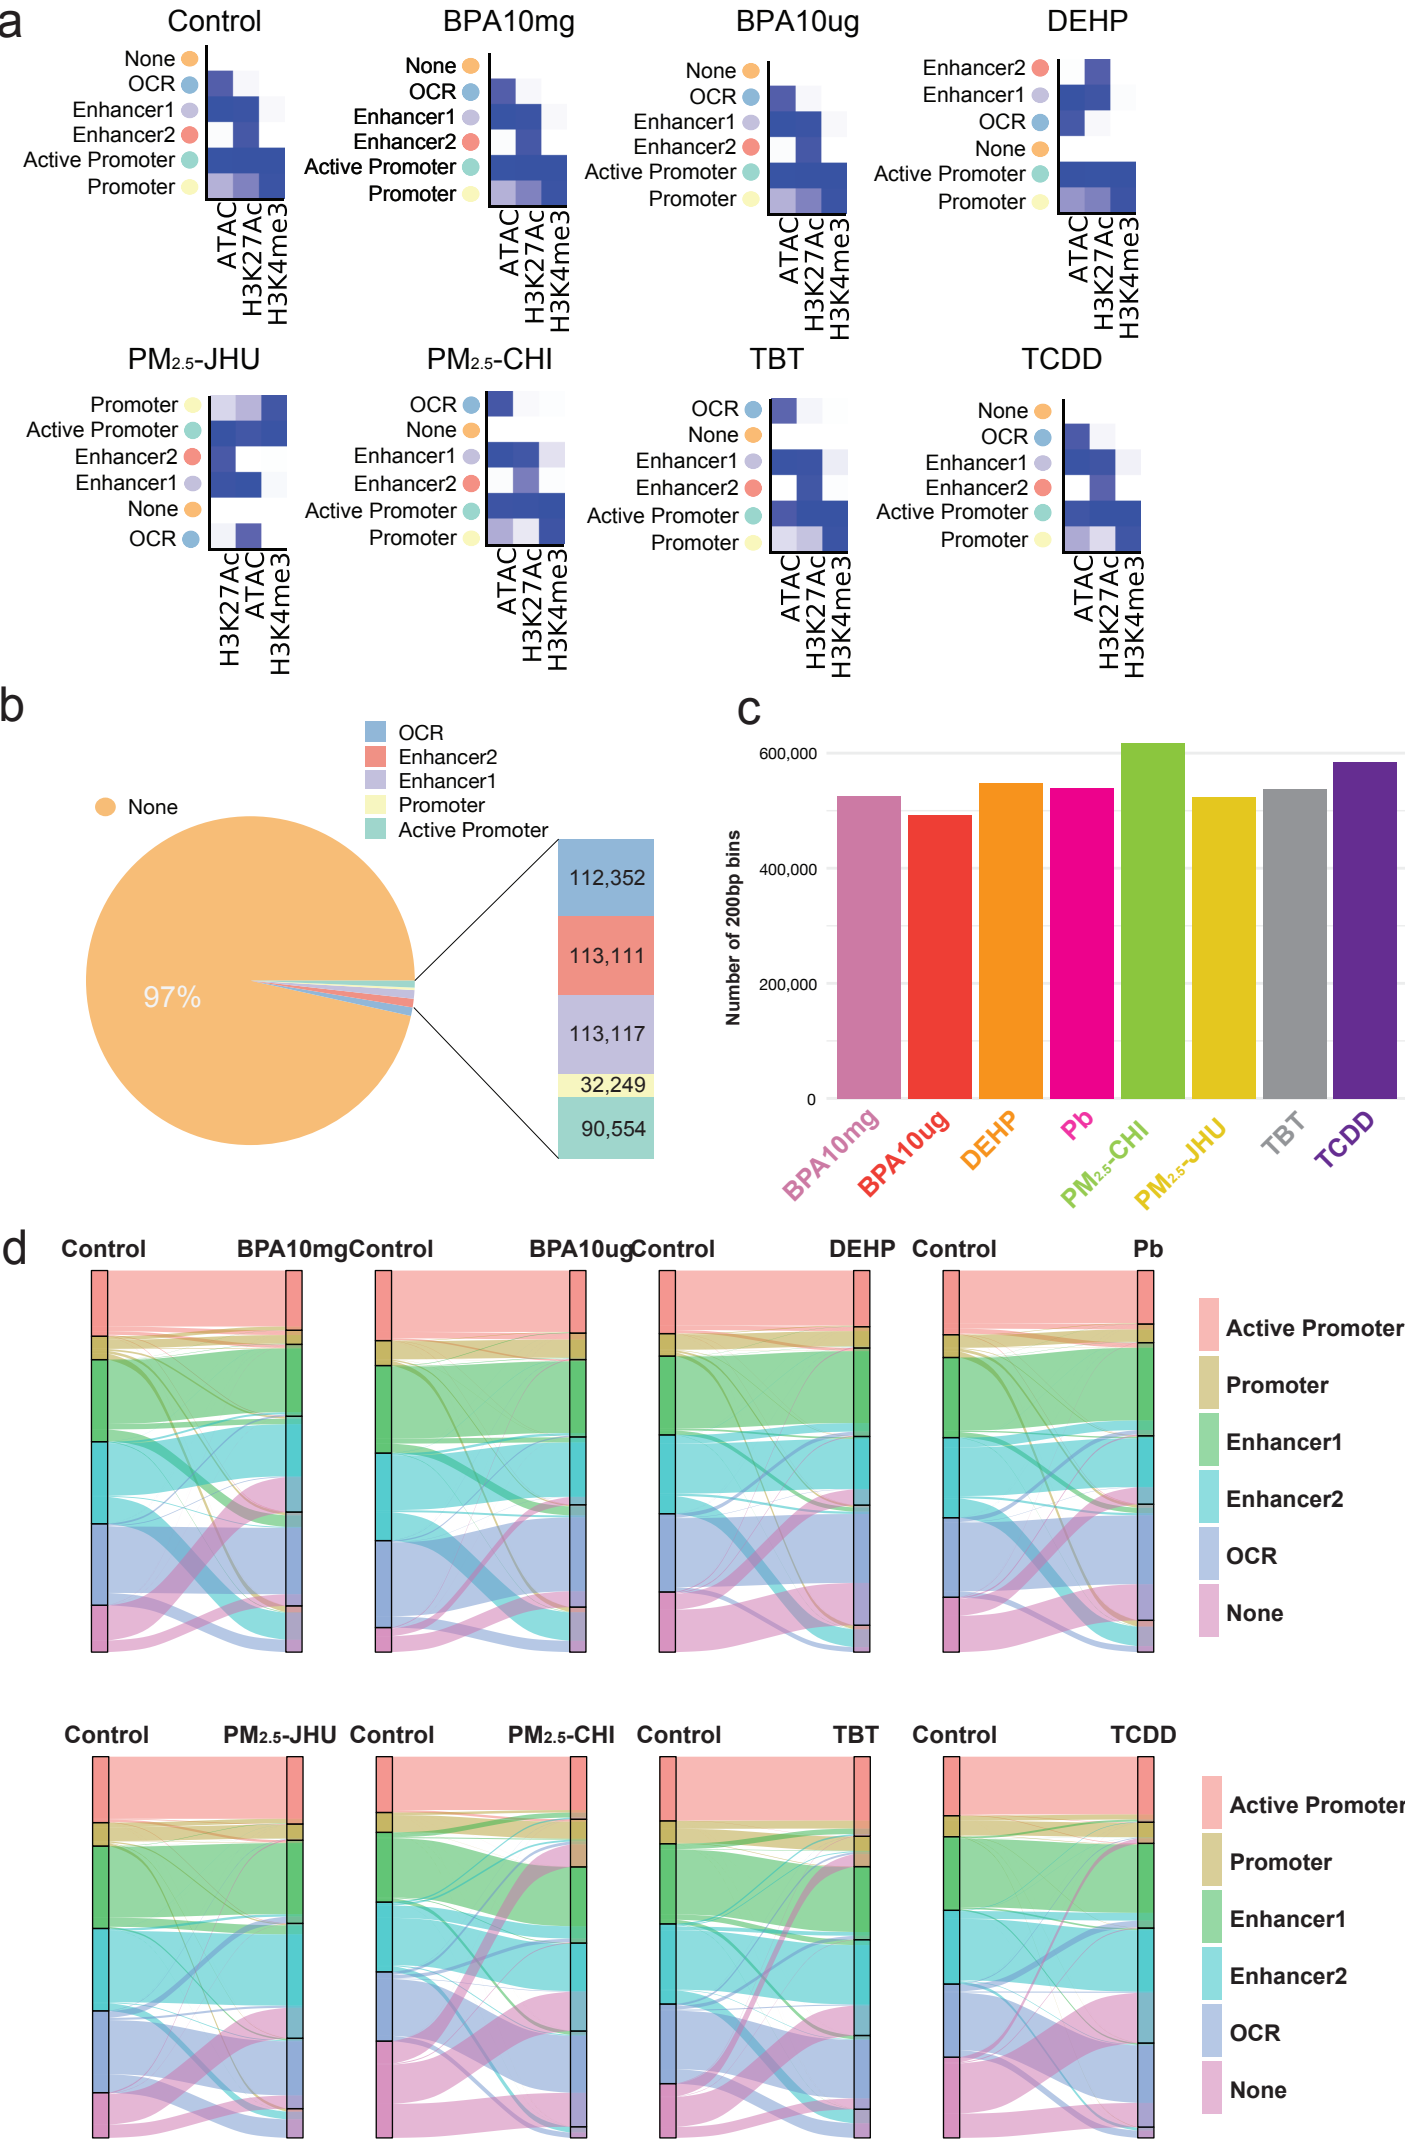 a
Control
None
OCR
Enhancer1
Enhancer2
Active Promoter
Promoter
ATAC
H3K27Ac
H3K4me3
BPA10mg
None
OCR
Enhancer1
Enhancer2
Active Promoter
Promoter
ATAC
H3K27Ac
H3K4me3
BPA10ug
None
OCR
Enhancer1
Enhancer2
Active Promoter
Promoter
ATAC
H3K27Ac
H3K4me3
DEHP
Enhancer2
Enhancer1
OCR
None
Active Promoter
Promoter
ATAC
H3K27Ac
H3K4me3
PM2.5-JHU
Promoter
Active Promoter
Enhancer2
Enhancer1
None
OCR
H3K27Ac
ATAC
H3K4me3
PM2.5-CHI
OCR
None
Enhancer1
Enhancer2
Active Promoter
Promoter
ATAC
H3K27Ac
H3K4me3
TBT
OCR
None
Enhancer1
Enhancer2
Active Promoter
Promoter
ATAC
H3K27Ac
H3K4me3
TCDD
None
OCR
Enhancer1
Enhancer2
Active Promoter
Promoter
ATAC
H3K27Ac
H3K4me3
b
None
OCR
Enhancer2
Enhancer1
Promoter
Active Promoter
97%
112,352
113,111
113,117
32,249
90,554
c
Number of 200bp bins
600,000
400,000
200,000
0
BPA10mg
BPA10ug
DEHP
Pb
PM2.5-CHI
PM2.5-JHU
TBT
TCDD
d
Control BPA10mg
Control BPA10ug
Control DEHP
Control Pb
Active Promoter
Promoter
Enhancer1
Enhancer2
OCR
None
Control PM2.5-JHU
Control PM2.5-CHI
Control TBT
Control TCDD
Active Promoter
Promoter
Enhancer1
Enhancer2
OCR
None